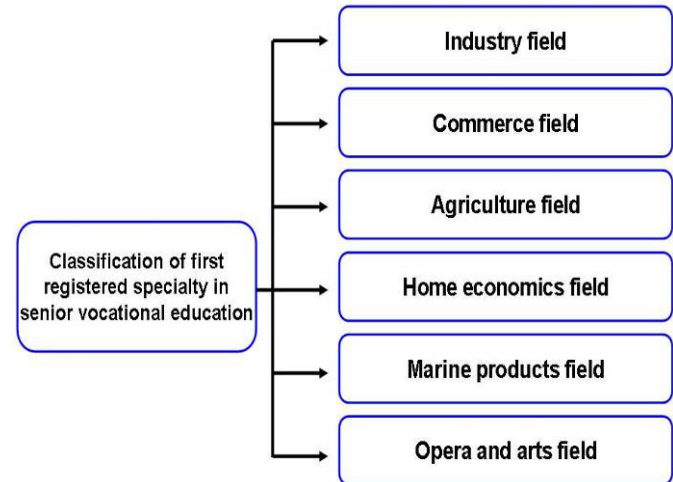 Industry field
Commerce field
Agriculture field
Classification of first
registered specialty in
senior vocational education
Home economics field
Marine products field
Opera and arts field